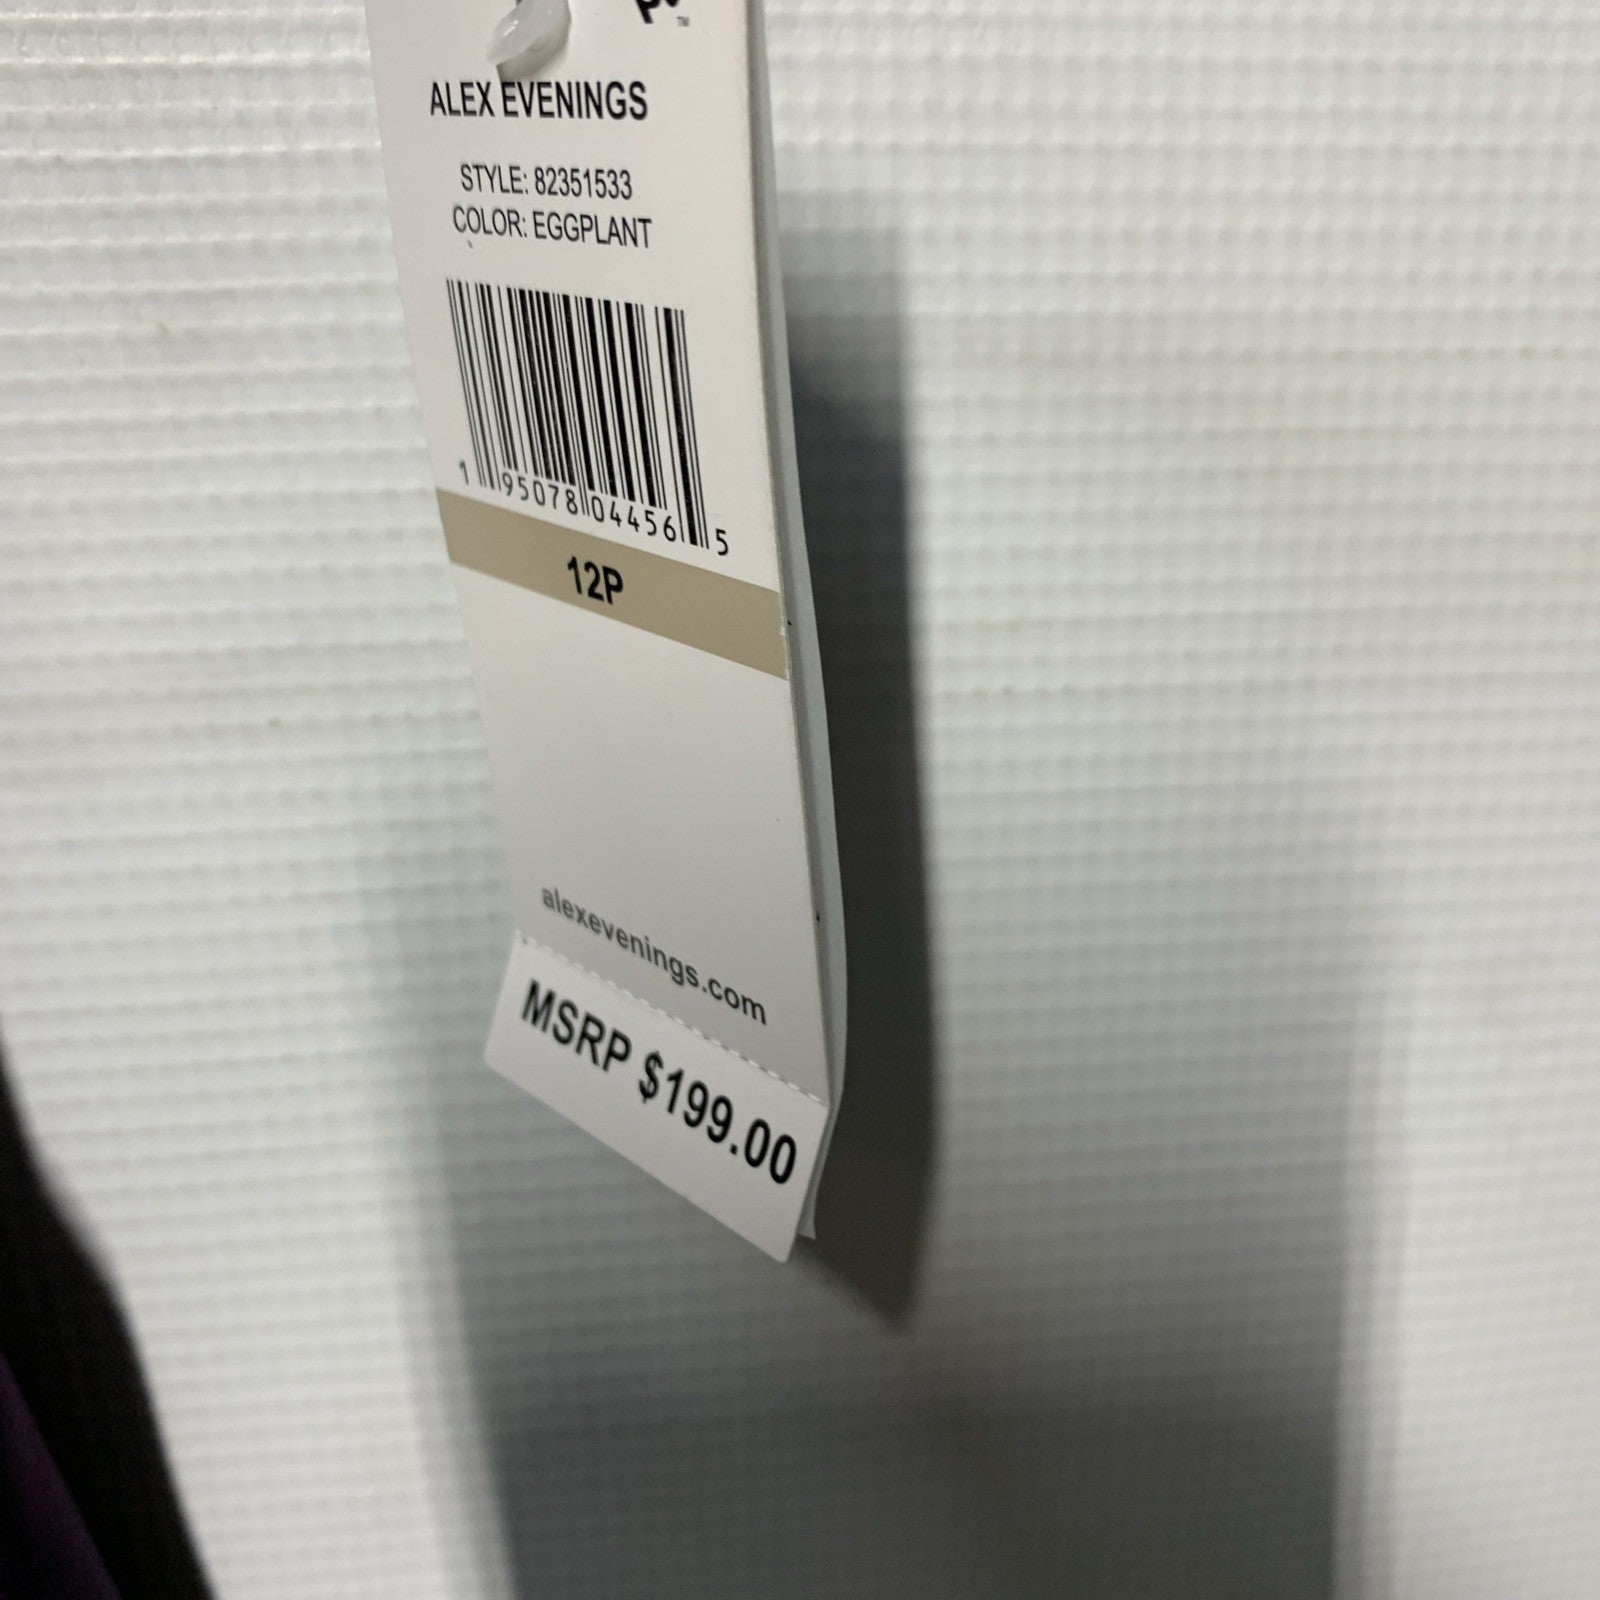 ALEX EVENINGS
STYLE: 82351533
COLOR: EGGPLANT
1 95078 04456 5
12P
alexevenings.com
MSRP $199.00